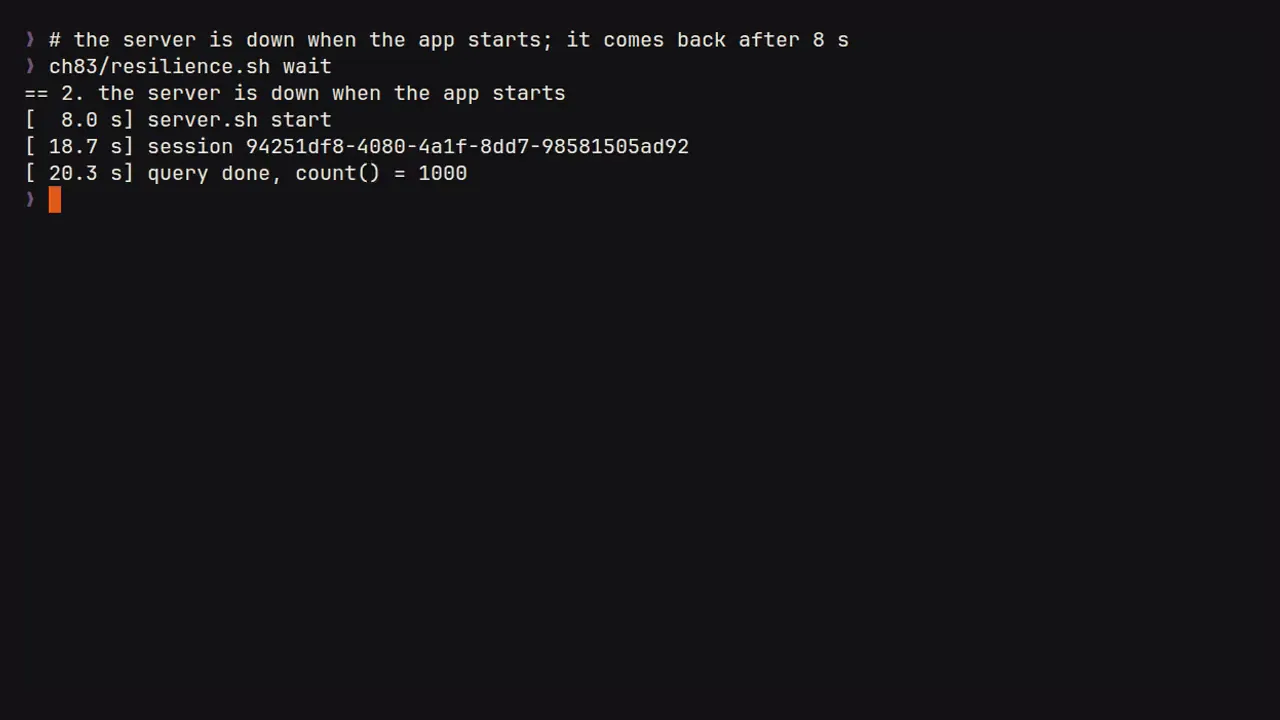 ❯ # the server is down when the app starts; it comes back after 8 s
❯ ch83/resilience.sh wait
== 2. the server is down when the app starts
[  8.0 s] server.sh start
[ 18.7 s] session 94251df8-4080-4a1f-8dd7-98581505ad92
[ 20.3 s] query done, count() = 1000
❯